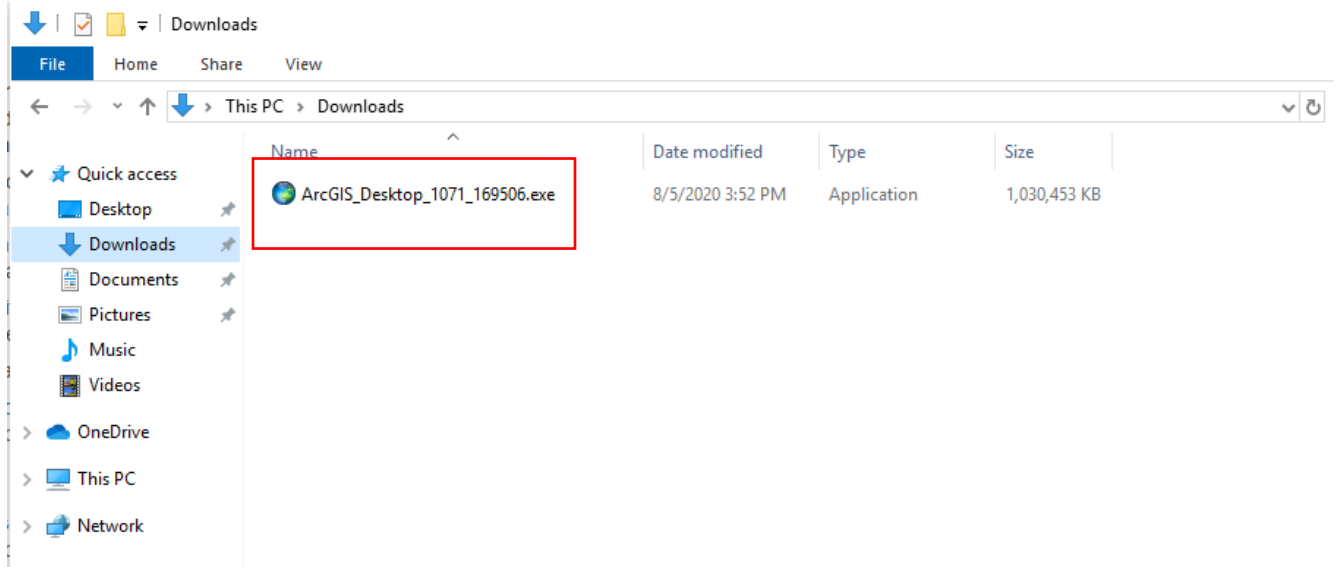 Downloads
File Home Share View
This PC > Downloads
Name Date modified Type Size
Quick access
ArcGIS_Desktop_1071_169506.exe 8/5/2020 3:52 PM Application 1,030,453 KB
Desktop
Downloads
Documents
Pictures
Music
Videos
OneDrive
This PC
Network